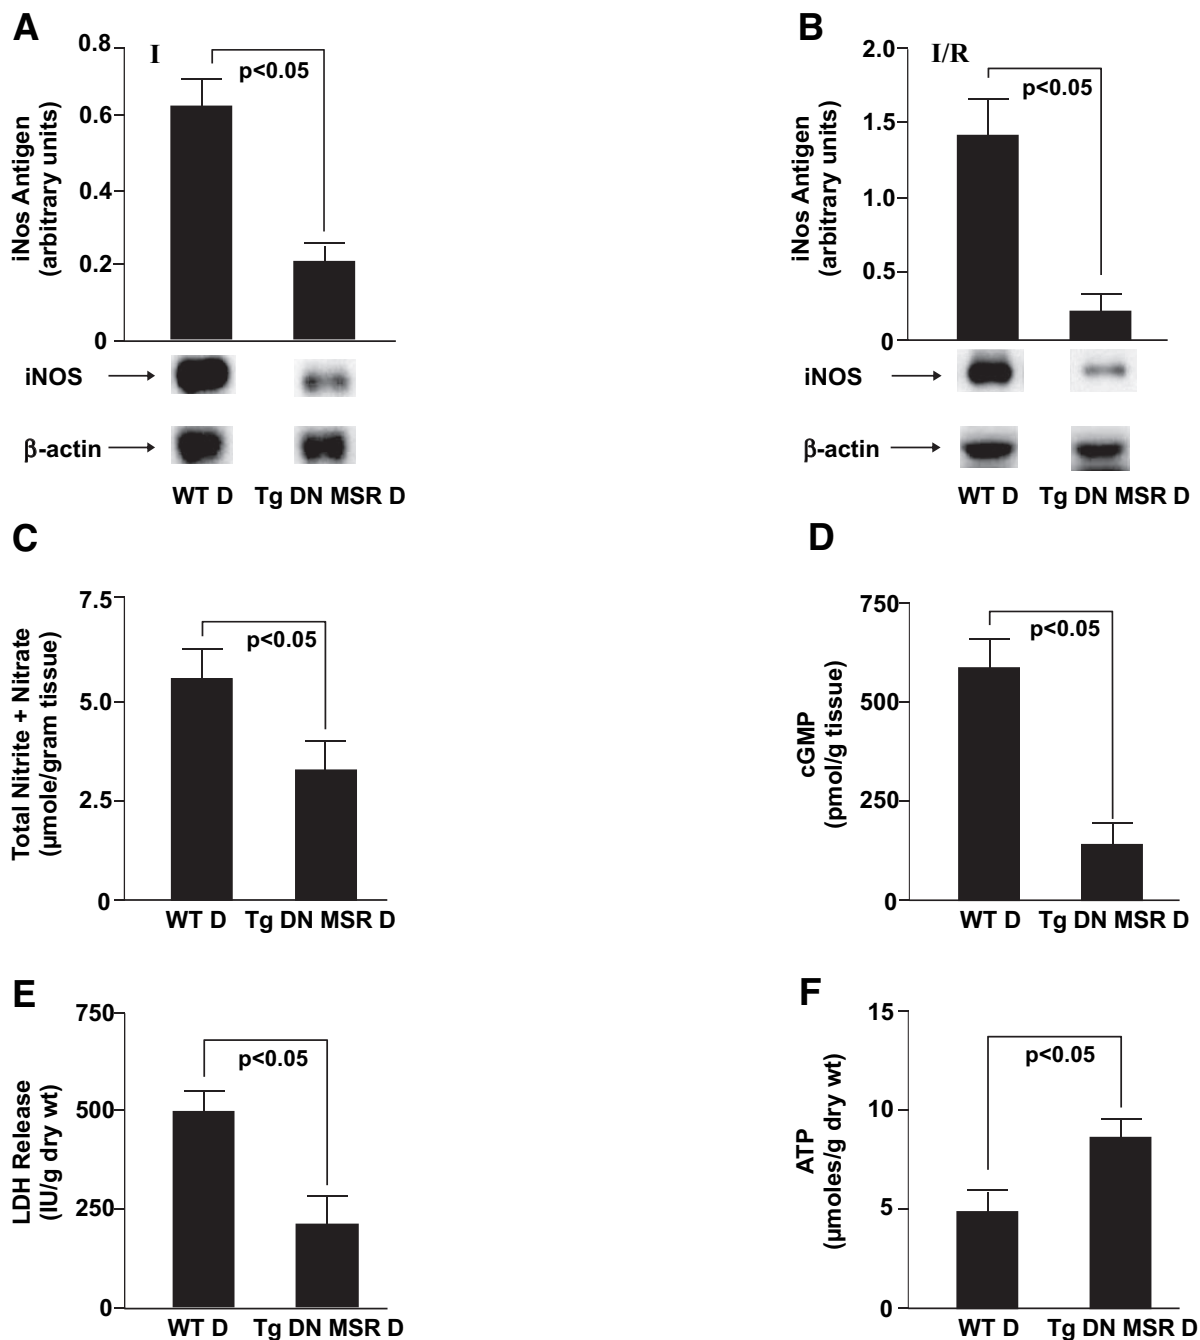 A
I
0.8
0.6
0.4
0.2
0
iNos Antigen
(arbitrary units)
p<0.05
iNOS
β-actin
WT D Tg DN MSR D
B
I/R
2.0
1.5
1.0
0.5
0
iNos Antigen
(arbitrary units)
p<0.05
iNOS
β-actin
WT D Tg DN MSR D
C
7.5
5.0
2.5
0
Total Nitrite + Nitrate
(µmole/gram tissue)
p<0.05
WT D Tg DN MSR D
D
750
500
250
0
cGMP
(pmol/g tissue)
p<0.05
WT D Tg DN MSR D
E
750
500
250
0
LDH Release
(IU/g dry wt)
p<0.05
WT D Tg DN MSR D
F
15
10
5
0
ATP
(µmoles/g dry wt)
p<0.05
WT D Tg DN MSR D